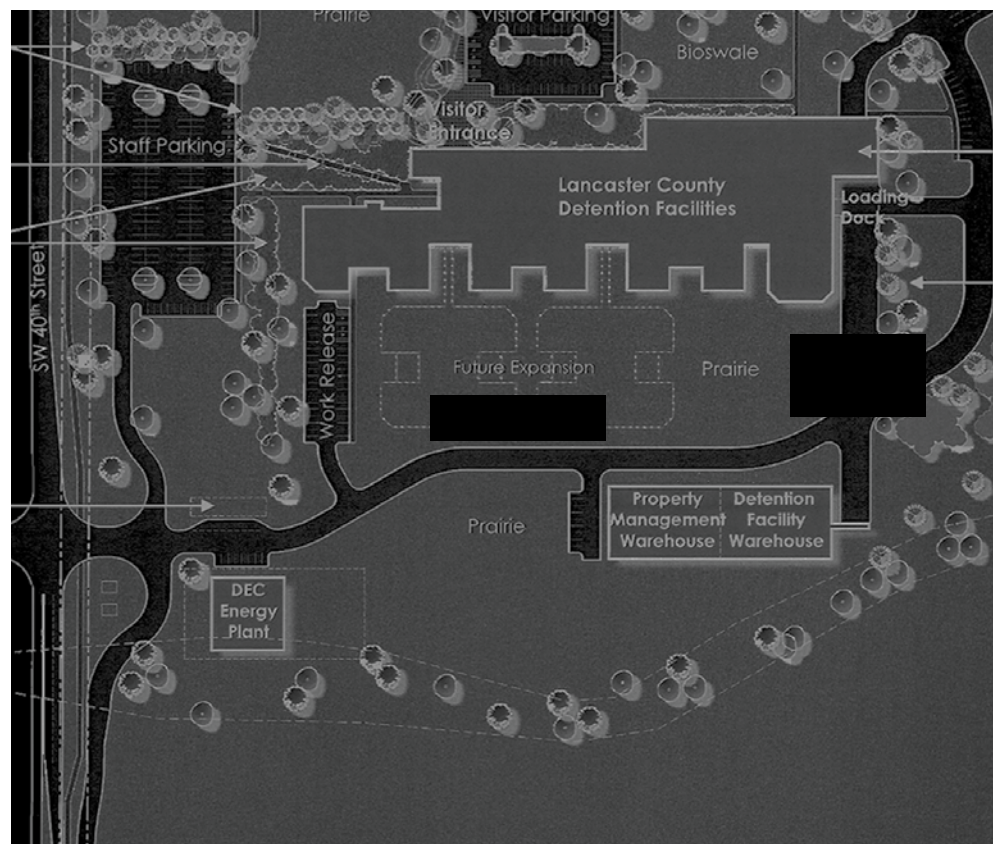 Prairie
Visitor Parking
Bioswale
Visitor
Entrance
Staff Parking
Lancaster County
Detention Facilities
Loading
Dock
SW 40th Street
Work Release
Future Expansion
Prairie
Prairie
Property
Management
Warehouse
Detention
Facility
Warehouse
DEC
Energy
Plant